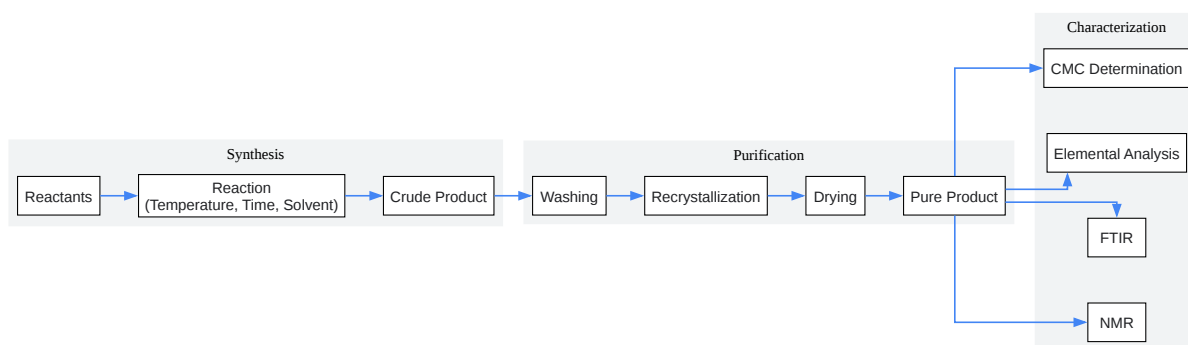 Synthesis
Reactants
Reaction
(Temperature, Time, Solvent)
Crude Product
Purification
Washing
Recrystallization
Drying
Pure Product
Characterization
CMC Determination
Elemental Analysis
FTIR
NMR